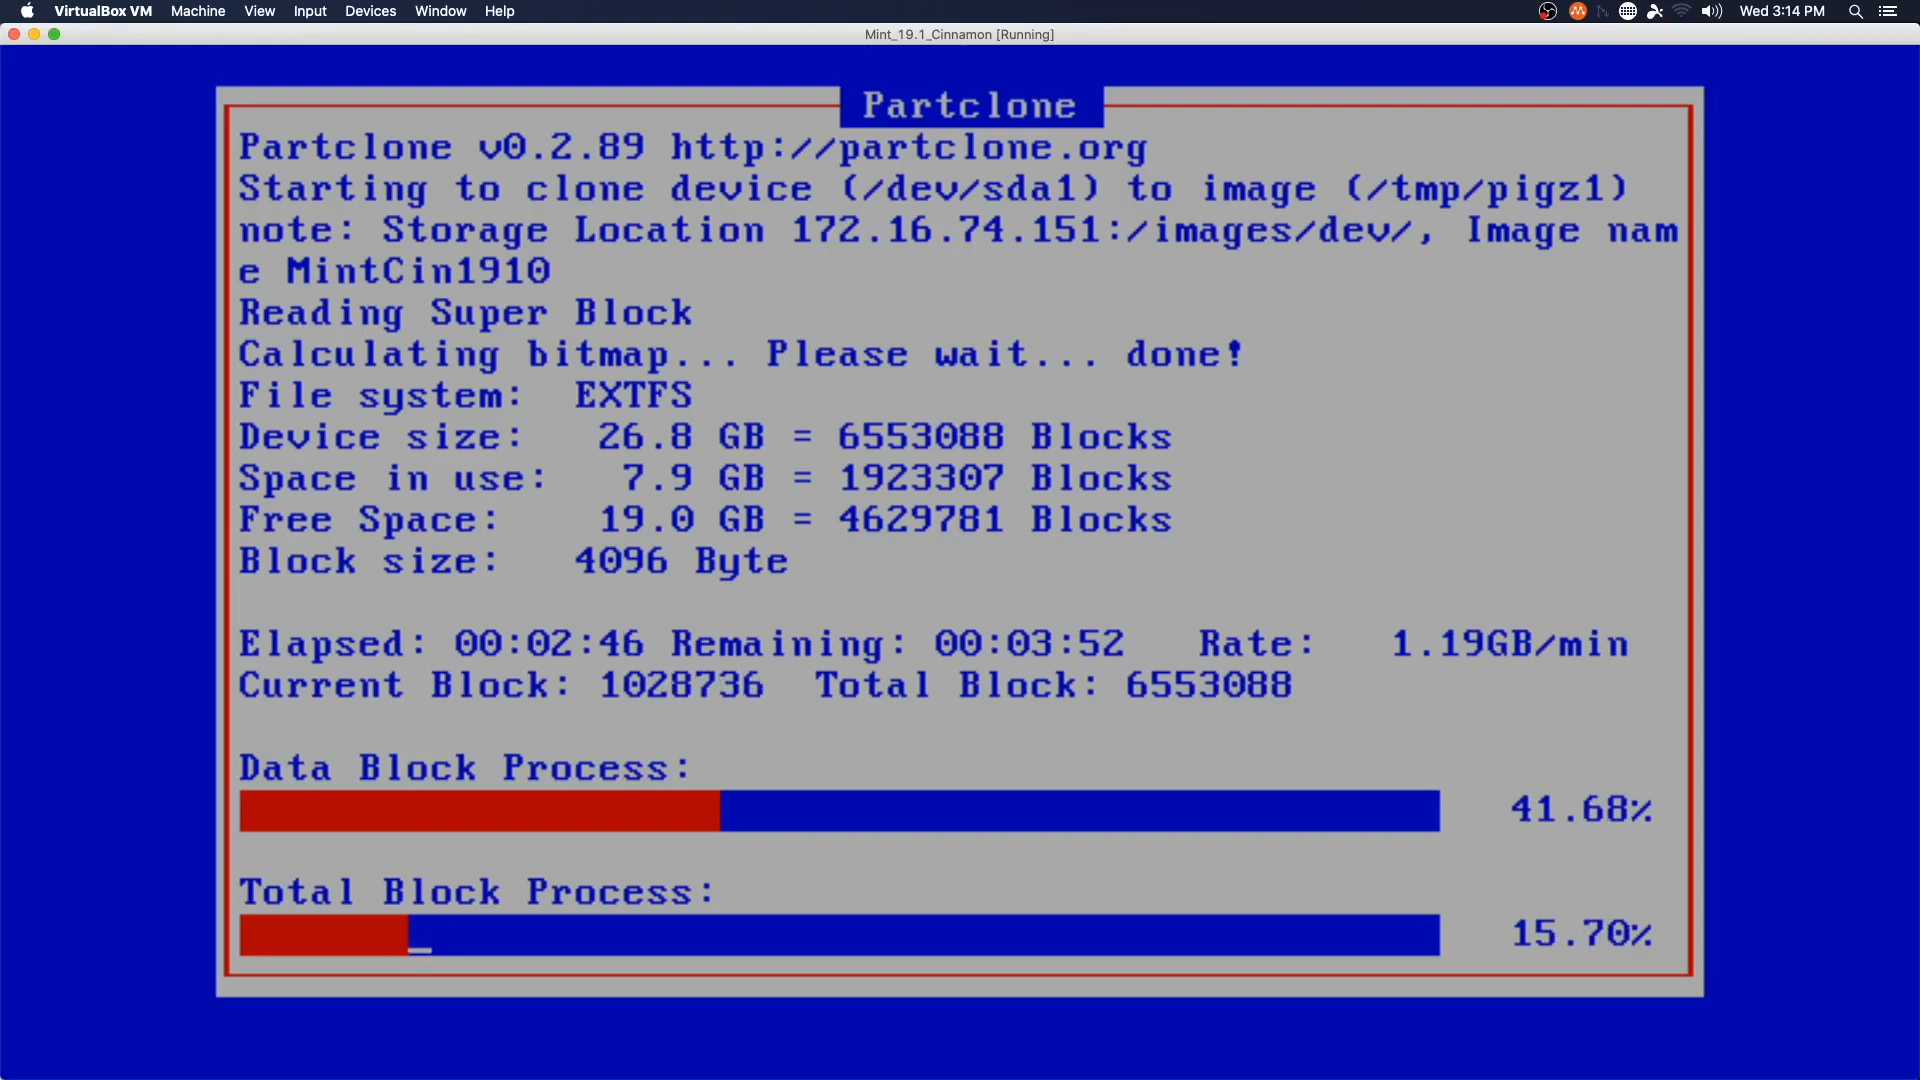 VirtualBox VM Machine View Input Devices Window Help Wed 3:14 PM
Mint_19.1_Cinnamon [Running]
Partclone
Partclone v0.2.89 http://partclone.org
Starting to clone device (/dev/sda1) to image (/tmp/pigz1)
note: Storage Location 172.16.74.151:/images/dev/, Image nam
e MintCin1910
Reading Super Block
Calculating bitmap... Please wait... done!
File system: EXTFS
Device size: 26.8 GB = 6553088 Blocks
Space in use: 7.9 GB = 1923307 Blocks
Free Space: 19.0 GB = 4629781 Blocks
Block size: 4096 Byte
Elapsed: 00:02:46 Remaining: 00:03:52 Rate: 1.19GB/min
Current Block: 1028736 Total Block: 6553088
Data Block Process:
41.68%
Total Block Process:
15.70%